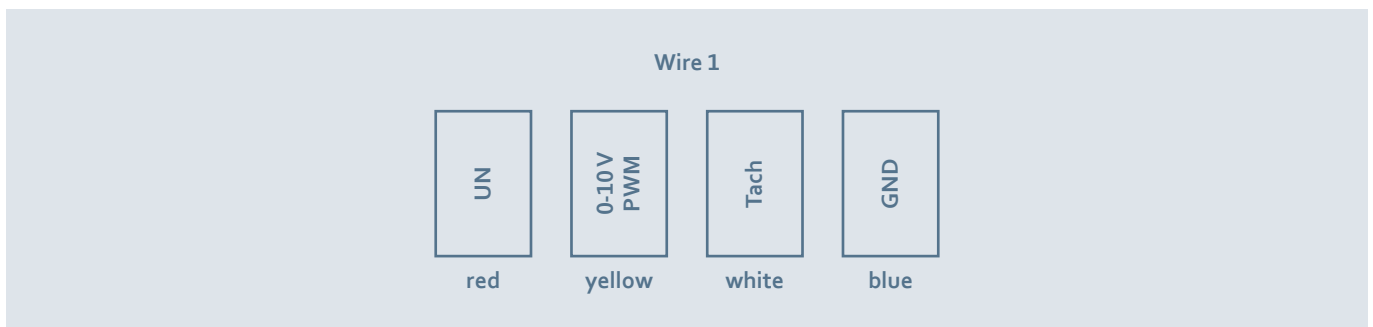 Wire 1
UN
0-10 V
PWM
Tach
GND
red
yellow
white
blue